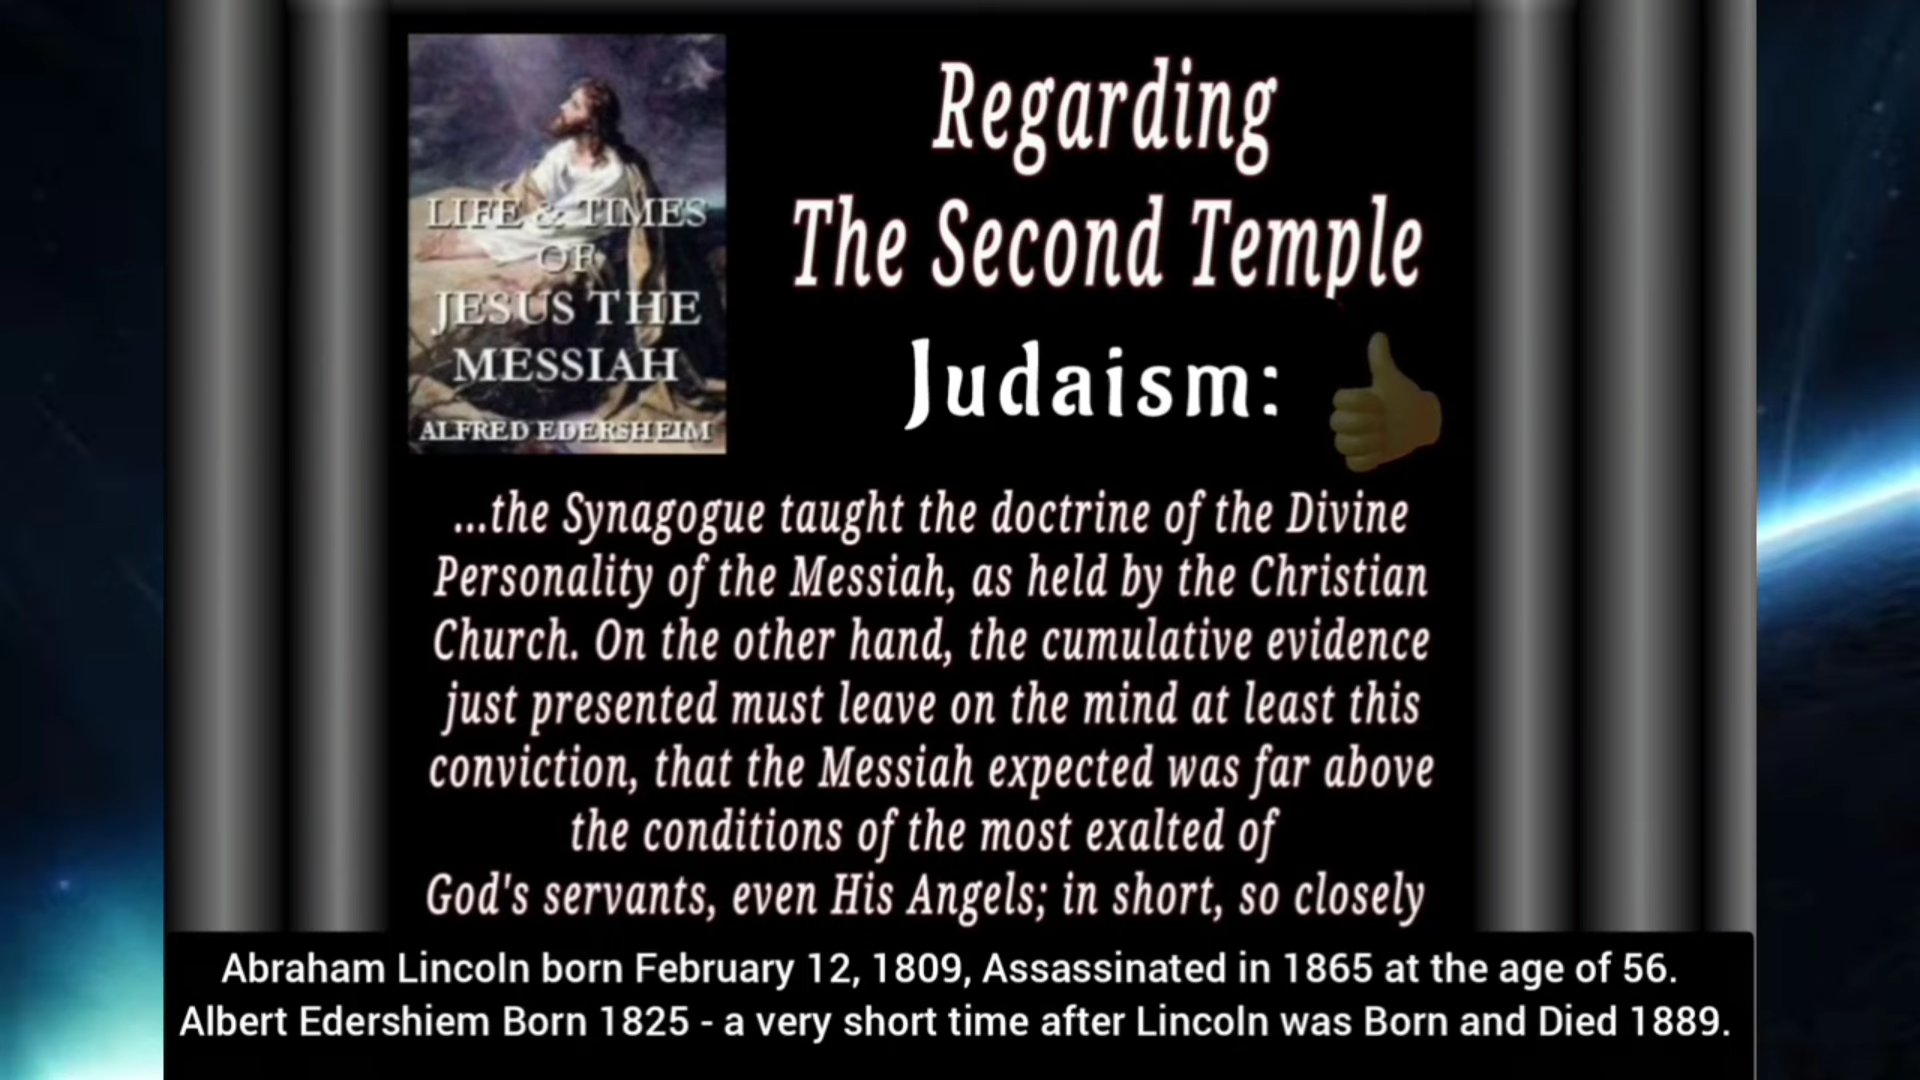 LIFE & TIMES
OF
JESUS THE
MESSIAH
ALFRED EDERSHEIM
Regarding
The Second Temple
Judaism:
...the Synagogue taught the doctrine of the Divine
Personality of the Messiah, as held by the Christian
Church. On the other hand, the cumulative evidence
just presented must leave on the mind at least this
conviction, that the Messiah expected was far above
the conditions of the most exalted of
God's servants, even His Angels; in short, so closely
Abraham Lincoln born February 12, 1809, Assassinated in 1865 at the age of 56.
Albert Edershiem Born 1825 - a very short time after Lincoln was Born and Died 1889.